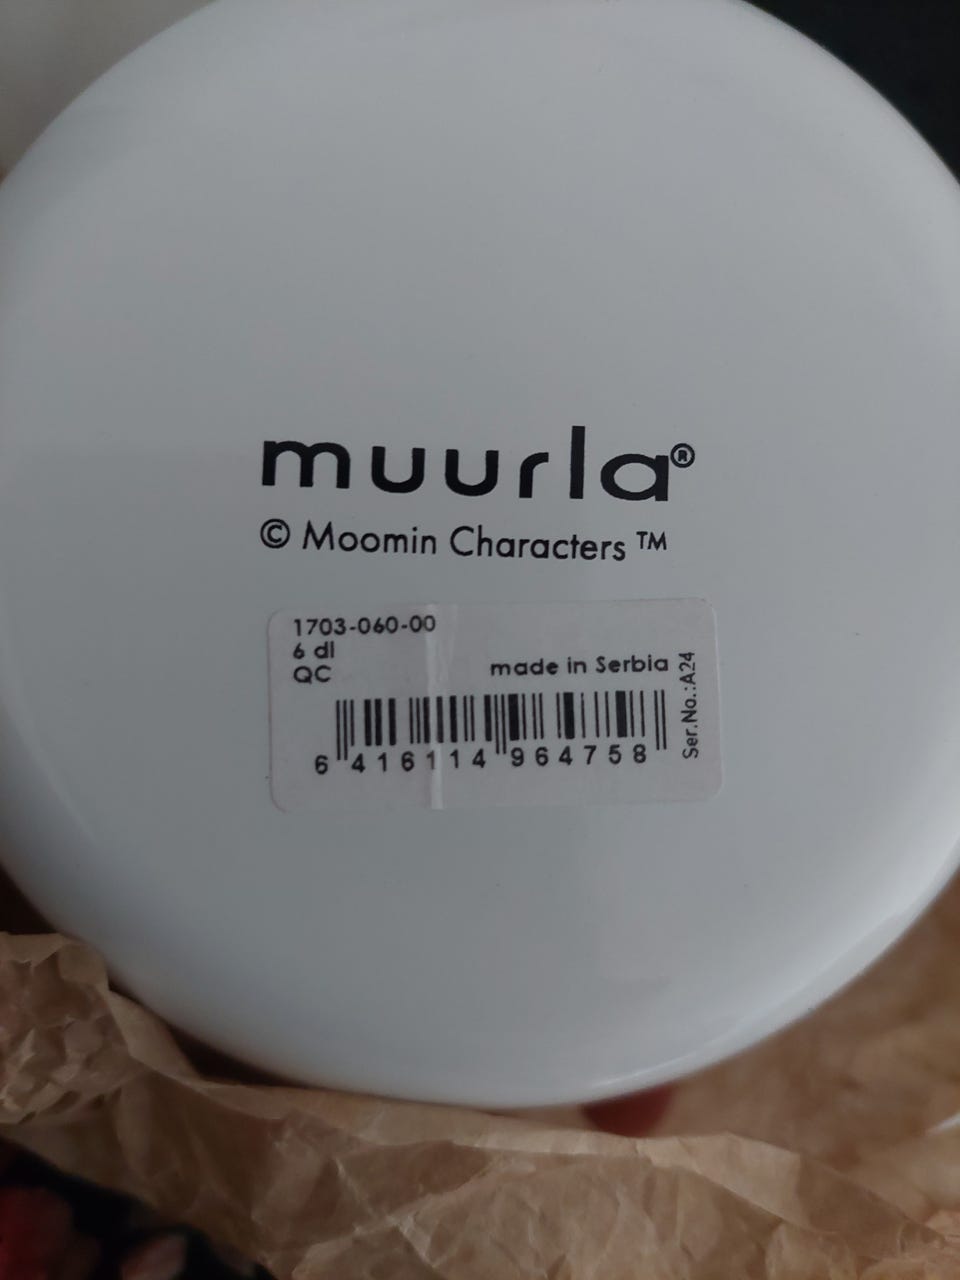 muurla®
© Moomin Characters ™
1703-060-00
6 dl
QC
made in Serbia
Ser.No.:A24
6 416114 964758